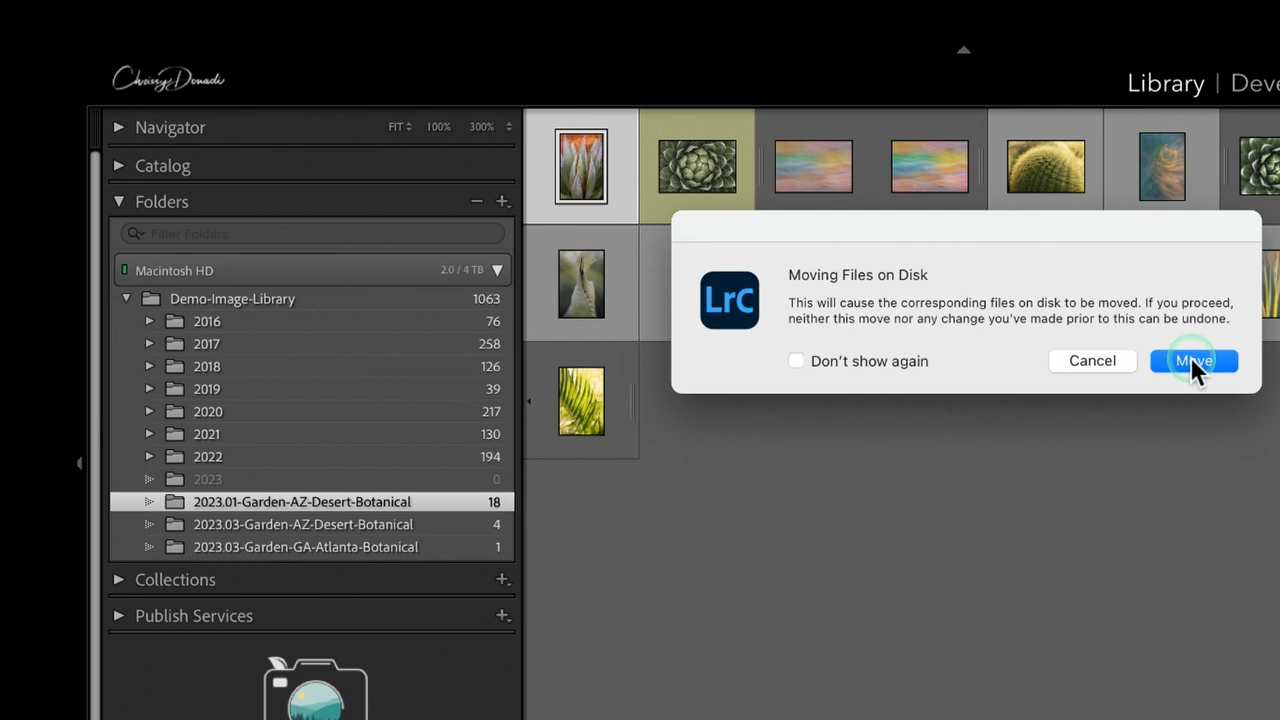 Chrissy Donadi
Library | Deve
Navigator FIT 100% 300%
Catalog
Folders
Filter Folders
Macintosh HD 2.0 / 4 TB
Demo-Image-Library 1063
2016 76
2017 258
2018 126
2019 39
2020 217
2021 130
2022 194
2023 0
2023.01-Garden-AZ-Desert-Botanical 18
2023.03-Garden-AZ-Desert-Botanical 4
2023.03-Garden-GA-Atlanta-Botanical 1
Collections
Publish Services
LrC
Moving Files on Disk
This will cause the corresponding files on disk to be moved. If you proceed,
neither this move nor any change you've made prior to this can be undone.
Don't show again
Cancel
Move